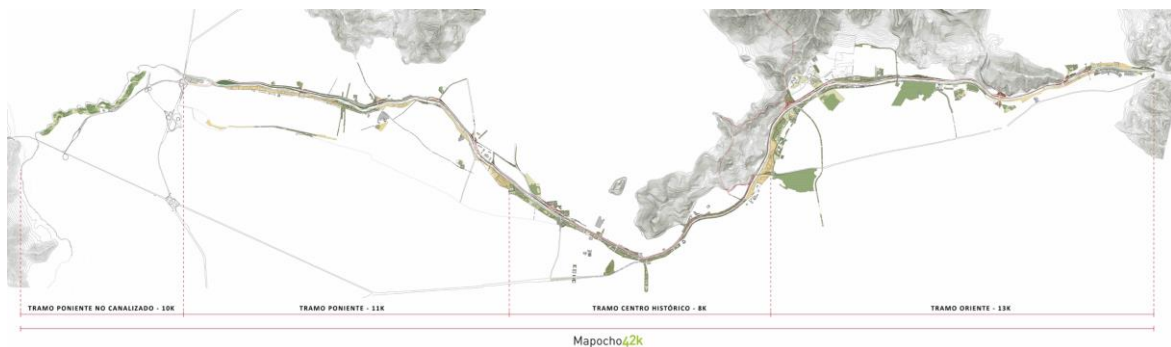 TRAMO PONIENTE NO CANALIZADO - 10K
TRAMO PONIENTE - 11K
TRAMO CENTRO HISTÓRICO - 8K
TRAMO ORIENTE - 13K
Mapocho42k